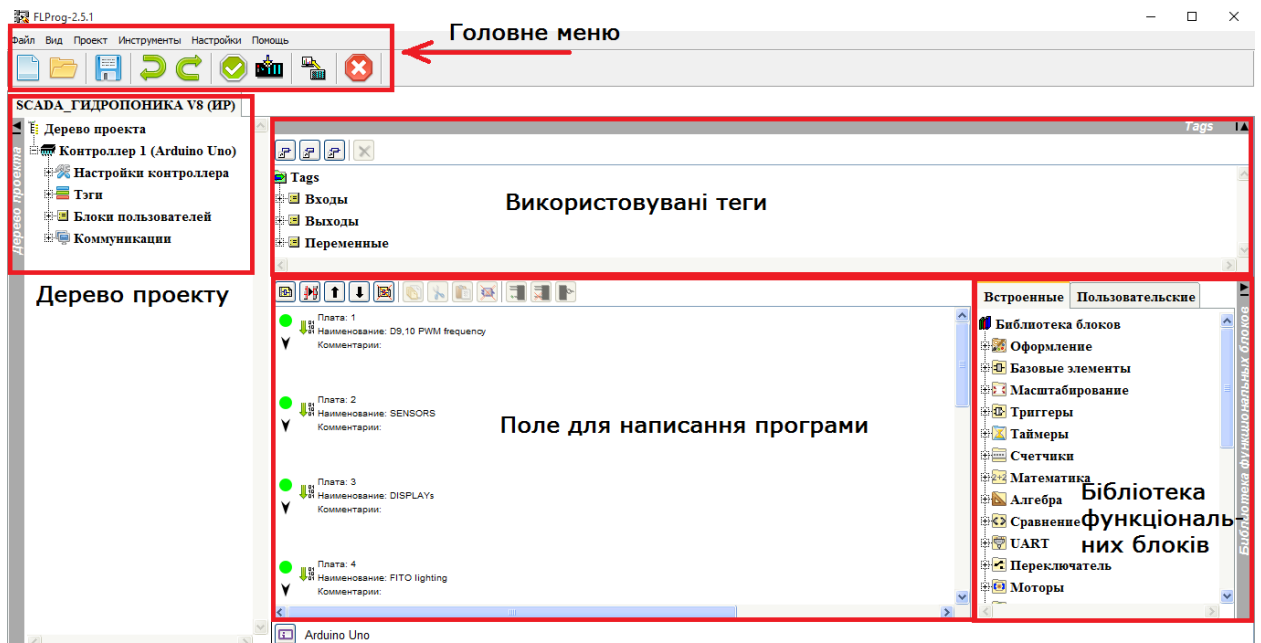 FLProg-2.5.1
Файл Вид Проект Инструменты Настройки Помощь
Головне меню
SCADA_ГИДРОПОНИКА V8 (ИР)
Дерево проекта
Дерево проекта
Контроллер 1 (Arduino Uno)
Настройки контроллера
Тэги
Блоки пользователей
Коммуникации
Дерево проекту
Tags
Tags
Входы
Выходы
Переменные
Використовувані теги
Плата: 1
Наименование: D9,10 PWM frequency
Комментарии:
Плата: 2
Наименование: SENSORS
Комментарии:
Плата: 3
Наименование: DISPLAYs
Комментарии:
Плата: 4
Наименование: FITO lighting
Комментарии:
Поле для написання програми
Встроенные Пользовательские
Библиотека блоков
Оформление
Базовые элементы
Масштабирование
Триггеры
Таймеры
Счетчики
2+2 Математика
Алгебра
Сравнение
UART
Переключатель
Моторы
Бібліотека
функціональ-
них блоків
Библиотека функциональных блоков
Arduino Uno